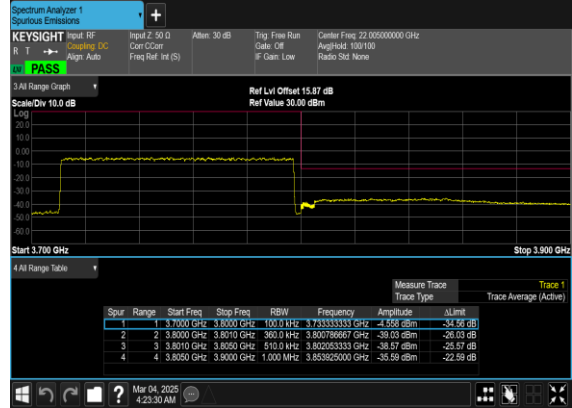 Spectrum Analyzer 1
Spurious Emissions
+
KEYSIGHT Input: RF Input Z: 50 Ω Atten: 30 dB Trig: Free Run Center Freq: 22.005000000 GHz
R T Coupling: DC Corr CCorr Gate: Off Avg|Hold: 100/100
Align: Auto Freq Ref: Int (S) IF Gain: Low Radio Std: None
PASS
3 All Range Graph
Ref Lvl Offset 15.87 dB
Scale/Div 10.0 dB Ref Value 30.00 dBm
Log
20.0
10.0
0.00
-10.0
-20.0
-30.0
-40.0
-50.0
-60.0
Start 3.700 GHz Stop 3.900 GHz
4 All Range Table
Measure Trace Trace 1
Trace Type Trace Average (Active)
Spur Range Start Freq Stop Freq RBW Frequency Amplitude ΔLimit
1 1 3.7000 GHz 3.8000 GHz 100.0 kHz 3.733333333 GHz -4.558 dBm -34.56 dB
2 2 3.8000 GHz 3.8010 GHz 360.0 kHz 3.800786667 GHz -39.03 dBm -26.03 dB
3 3 3.8010 GHz 3.8050 GHz 510.0 kHz 3.802053333 GHz -38.57 dBm -25.57 dB
4 4 3.8050 GHz 3.9000 GHz 1.000 MHz 3.853925000 GHz -35.59 dBm -22.59 dB
? Mar 04, 2025
4:23:30 AM